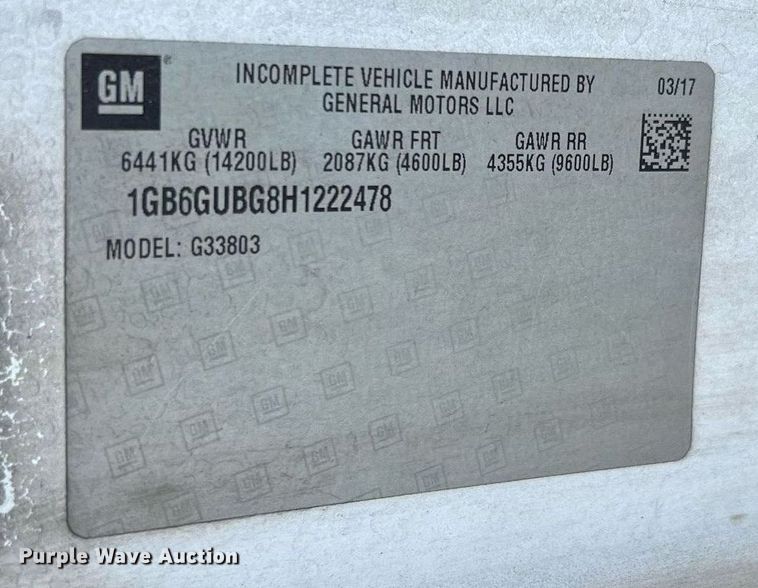 GM®
INCOMPLETE VEHICLE MANUFACTURED BY
GENERAL MOTORS LLC
03/17
GVWR GAWR FRT GAWR RR
6441KG (14200LB) 2087KG (4600LB) 4355KG (9600LB)
1GB6GUBG8H1222478
MODEL: G33803
Purple Wave Auction